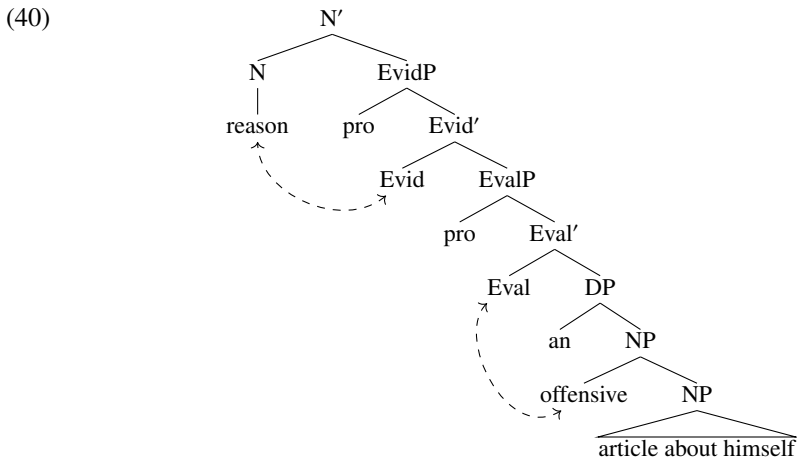 (40) N′
N EvidP
reason pro Evid′
Evid EvalP
pro Eval′
Eval DP
an NP
offensive NP
article about himself